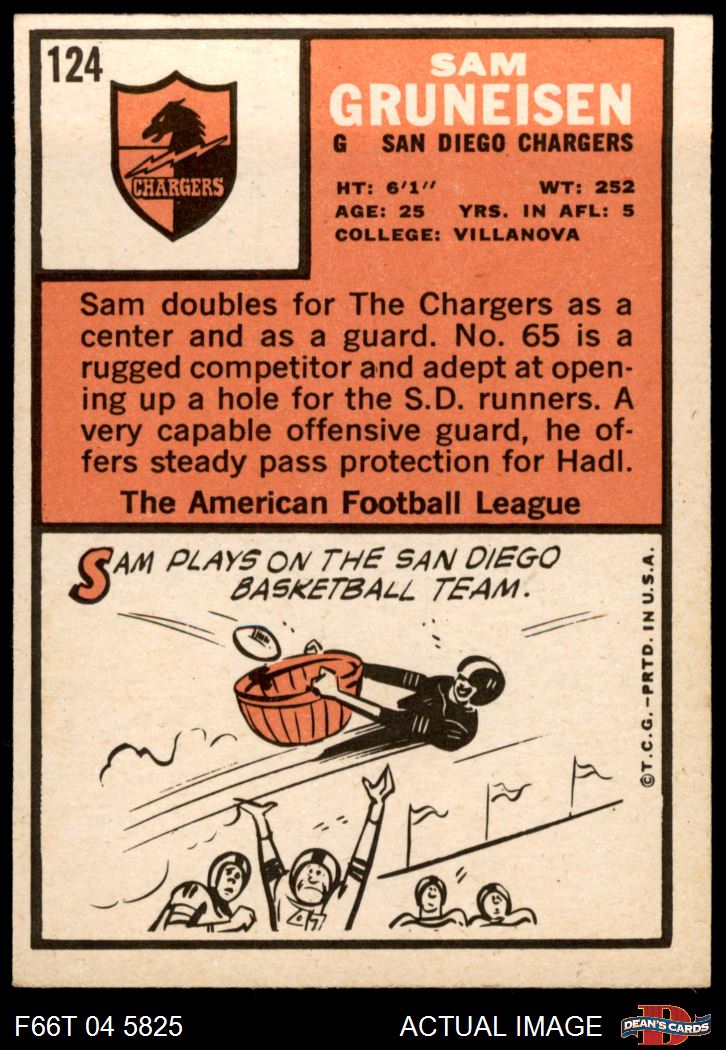 124
CHARGERS
SAM
GRUNEISEN
G SAN DIEGO CHARGERS
HT: 6'1" WT: 252
AGE: 25 YRS. IN AFL: 5
COLLEGE: VILLANOVA
Sam doubles for The Chargers as a
center and as a guard. No. 65 is a
rugged competitor and adept at open-
ing up a hole for the S.D. runners. A
very capable offensive guard, he of-
fers steady pass protection for Hadl.
The American Football League
SAM PLAYS ON THE SAN DIEGO
BASKETBALL TEAM.
©T.C.G.–PRTD. IN U.S.A.
F66T 04 5825
ACTUAL IMAGE
D
DEAN'S CARDS